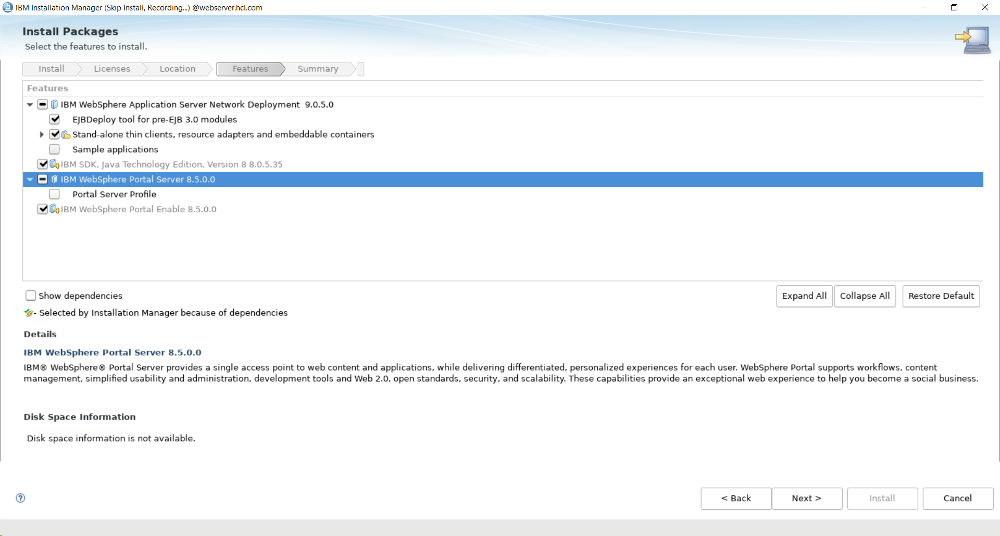 IBM Installation Manager (Skip Install, Recording...) @webserver.hcl.com
Install Packages
Select the features to install.
Install Licenses Location Features Summary
Features
IBM WebSphere Application Server Network Deployment 9.0.5.0
EJBDeploy tool for pre-EJB 3.0 modules
Stand-alone thin clients, resource adapters and embeddable containers
Sample applications
IBM SDK, Java Technology Edition, Version 8 8.0.5.35
IBM WebSphere Portal Server 8.5.0.0
Portal Server Profile
IBM WebSphere Portal Enable 8.5.0.0
Show dependencies Expand All Collapse All Restore Default
- Selected by Installation Manager because of dependencies
Details
IBM WebSphere Portal Server 8.5.0.0
IBM® WebSphere® Portal Server provides a single access point to web content and applications, while delivering differentiated, personalized experiences for each user. WebSphere Portal supports workflows, content
management, simplified usability and administration, development tools and Web 2.0, open standards, security, and scalability. These capabilities provide an exceptional web experience to help you become a social business.
Disk Space Information
Disk space information is not available.
? < Back Next > Install Cancel